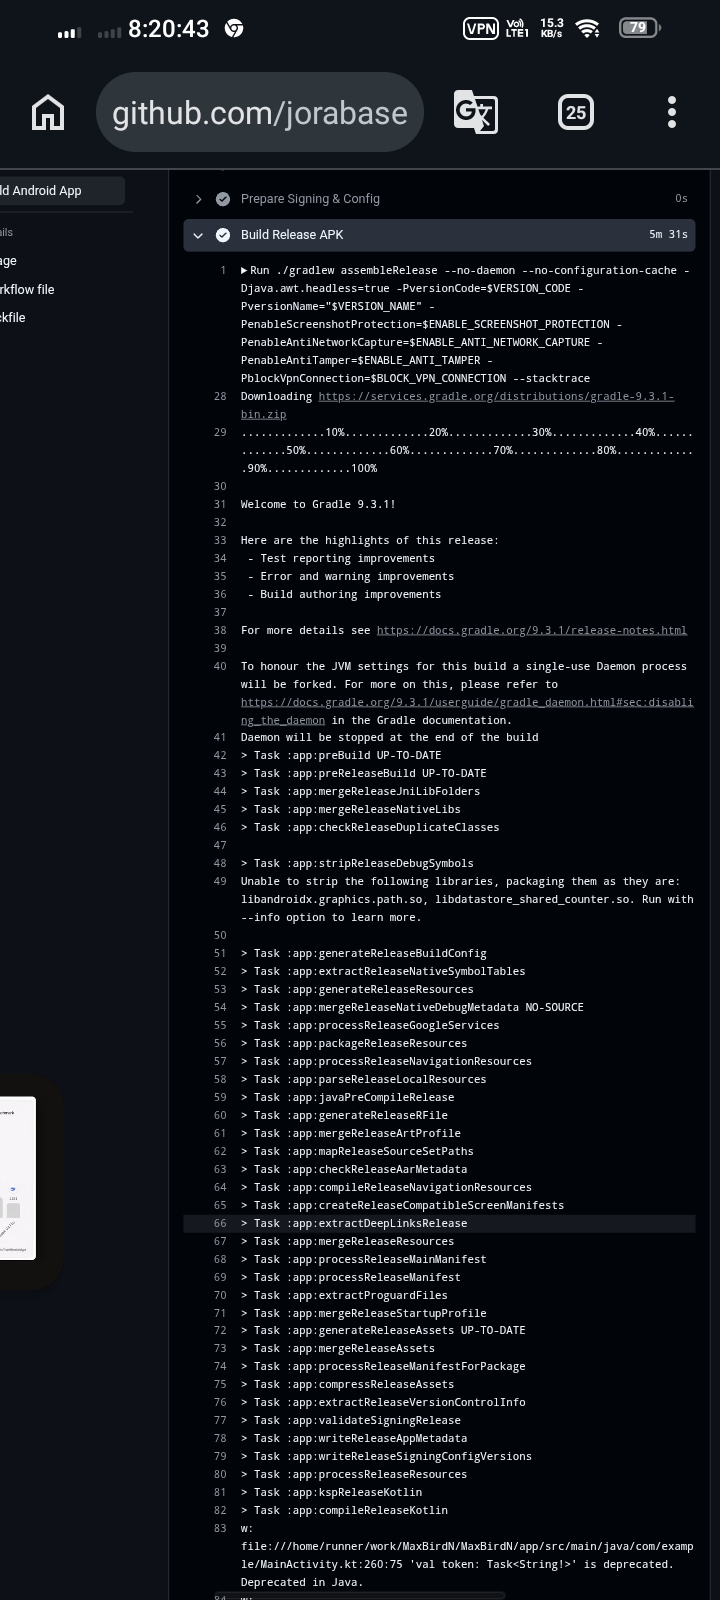 8:20:43
VPN
Vo)
LTE1
15.3
KB/s
79
github.com/jorabase
25
ld Android App
ails
age
rkflow file
ckfile
Prepare Signing & Config 0s
Build Release APK 5m 31s
1 Run ./gradlew assembleRelease --no-daemon --no-configuration-cache -
Djava.awt.headless=true -PversionCode=$VERSION_CODE -
PversionName="$VERSION_NAME" -
PenableScreenshotProtection=$ENABLE_SCREENSHOT_PROTECTION -
PenableAntiNetworkCapture=$ENABLE_ANTI_NETWORK_CAPTURE -
PenableAntiTamper=$ENABLE_ANTI_TAMPER -
PblockVpnConnection=$BLOCK_VPN_CONNECTION --stacktrace
28 Downloading https://services.gradle.org/distributions/gradle-9.3.1-
bin.zip
29 .............10%.............20%.............30%.............40%......
.......50%.............60%.............70%.............80%............
.90%.............100%
30
31 Welcome to Gradle 9.3.1!
32
33 Here are the highlights of this release:
34 - Test reporting improvements
35 - Error and warning improvements
36 - Build authoring improvements
37
38 For more details see https://docs.gradle.org/9.3.1/release-notes.html
39
40 To honour the JVM settings for this build a single-use Daemon process
will be forked. For more on this, please refer to
https://docs.gradle.org/9.3.1/userguide/gradle_daemon.html#sec:disabli
ng_the_daemon in the Gradle documentation.
41 Daemon will be stopped at the end of the build
42 > Task :app:preBuild UP-TO-DATE
43 > Task :app:preReleaseBuild UP-TO-DATE
44 > Task :app:mergeReleaseJniLibFolders
45 > Task :app:mergeReleaseNativeLibs
46 > Task :app:checkReleaseDuplicateClasses
47
48 > Task :app:stripReleaseDebugSymbols
49 Unable to strip the following libraries, packaging them as they are:
libandroidx.graphics.path.so, libdatastore_shared_counter.so. Run with
--info option to learn more.
50
51 > Task :app:generateReleaseBuildConfig
52 > Task :app:extractReleaseNativeSymbolTables
53 > Task :app:generateReleaseResources
54 > Task :app:mergeReleaseNativeDebugMetadata NO-SOURCE
55 > Task :app:processReleaseGoogleServices
56 > Task :app:packageReleaseResources
57 > Task :app:processReleaseNavigationResources
58 > Task :app:parseReleaseLocalResources
59 > Task :app:javaPreCompileRelease
60 > Task :app:generateReleaseRFile
61 > Task :app:mergeReleaseArtProfile
62 > Task :app:mapReleaseSourceSetPaths
63 > Task :app:checkReleaseAarMetadata
64 > Task :app:compileReleaseNavigationResources
65 > Task :app:createReleaseCompatibleScreenManifests
66 > Task :app:extractDeepLinksRelease
67 > Task :app:mergeReleaseResources
68 > Task :app:processReleaseMainManifest
69 > Task :app:processReleaseManifest
70 > Task :app:extractProguardFiles
71 > Task :app:mergeReleaseStartupProfile
72 > Task :app:generateReleaseAssets UP-TO-DATE
73 > Task :app:mergeReleaseAssets
74 > Task :app:processReleaseManifestForPackage
75 > Task :app:compressReleaseAssets
76 > Task :app:extractReleaseVersionControlInfo
77 > Task :app:validateSigningRelease
78 > Task :app:writeReleaseAppMetadata
79 > Task :app:writeReleaseSigningConfigVersions
80 > Task :app:processReleaseResources
81 > Task :app:kspReleaseKotlin
82 > Task :app:compileReleaseKotlin
83 w:
file:///home/runner/work/MaxBirdN/MaxBirdN/app/src/main/java/com/examp
le/MainActivity.kt:260:75 'val token: Task<String!>' is deprecated.
Deprecated in Java.